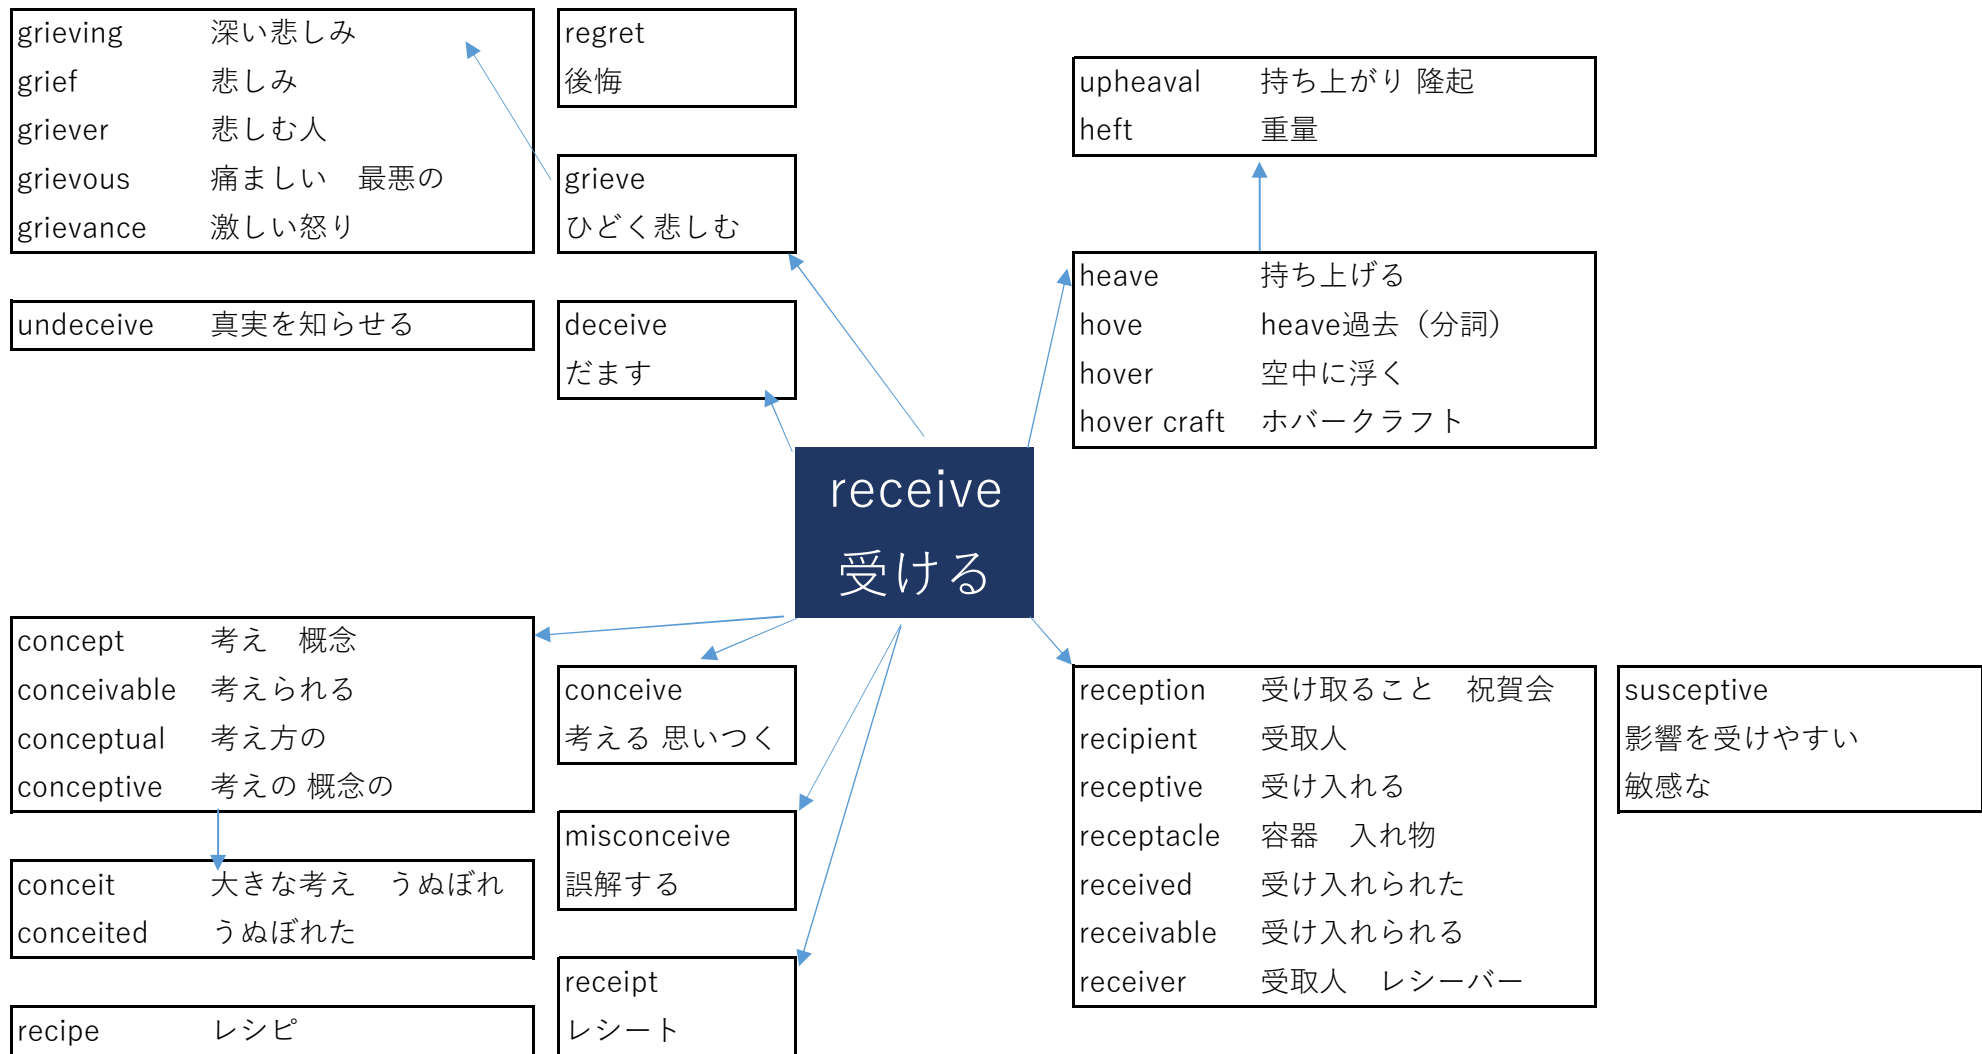 grieving 深い悲しみ
grief 悲しみ
griever 悲しむ人
grievous 痛ましい　最悪の
grievance 激しい怒り
regret
後悔
grieve
ひどく悲しむ
undeceive 真実を知らせる
deceive
だます
upheaval 持ち上がり 隆起
heft 重量
heave 持ち上げる
hove heave過去（分詞）
hover 空中に浮く
hover craft ホバークラフト
receive
受ける
concept 考え　概念
conceivable 考えられる
conceptual 考え方の
conceptive 考えの 概念の
conceit 大きな考え　うぬぼれ
conceited うぬぼれた
recipe レシピ
conceive
考える 思いつく
misconceive
誤解する
receipt
レシート
reception 受け取ること　祝賀会
recipient 受取人
receptive 受け入れる
receptacle 容器　入れ物
received 受け入れられた
receivable 受け入れられる
receiver 受取人　レシーバー
susceptive
影響を受けやすい
敏感な